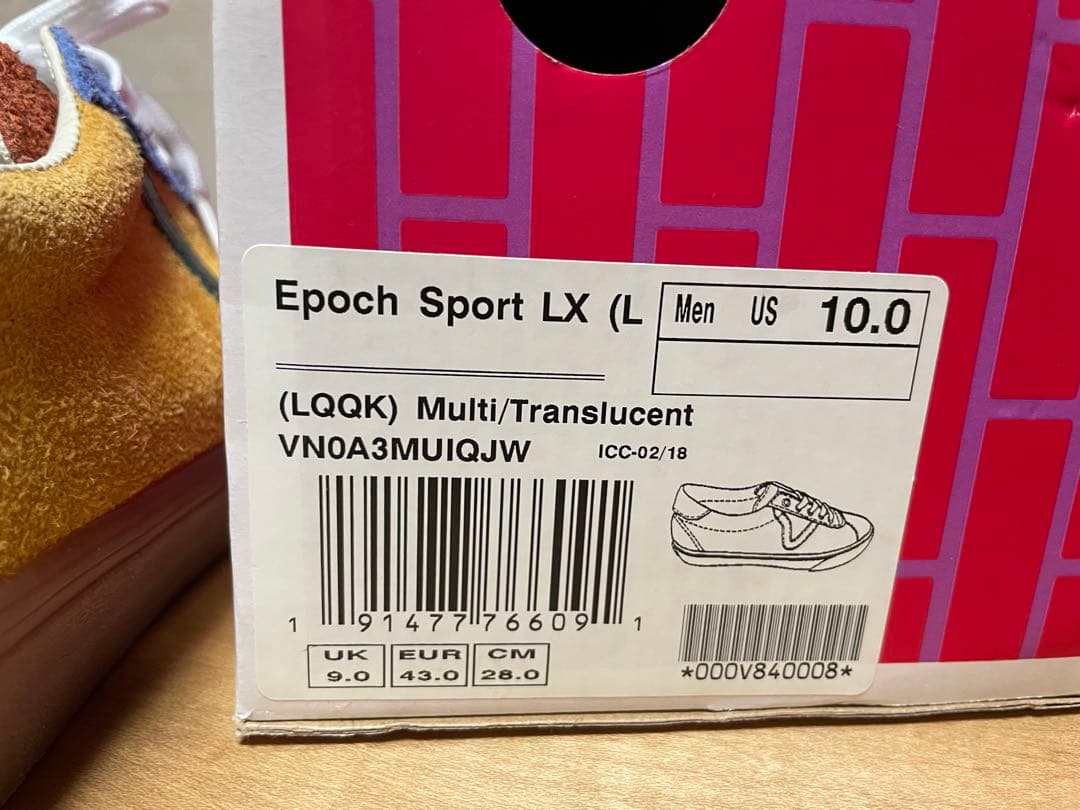 Epoch Sport LX (L
Men US 10.0
(LQQK) Multi/Translucent
VN0A3MUIQJW ICC-02/18
1 91477 76609 1
UK EUR CM
9.0 43.0 28.0
*000V840008*